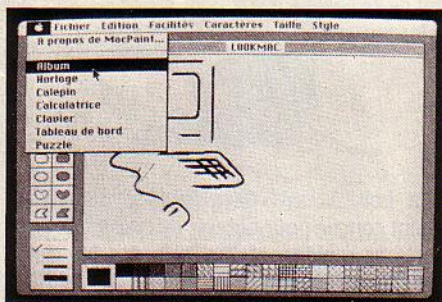 Fichier Edition Facilités Caractères Taille Style
A propos de MacPaint...
LOOKMAC
Album
Horloge
Calepin
Calculatrice
Clavier
Tableau de bord
Puzzle